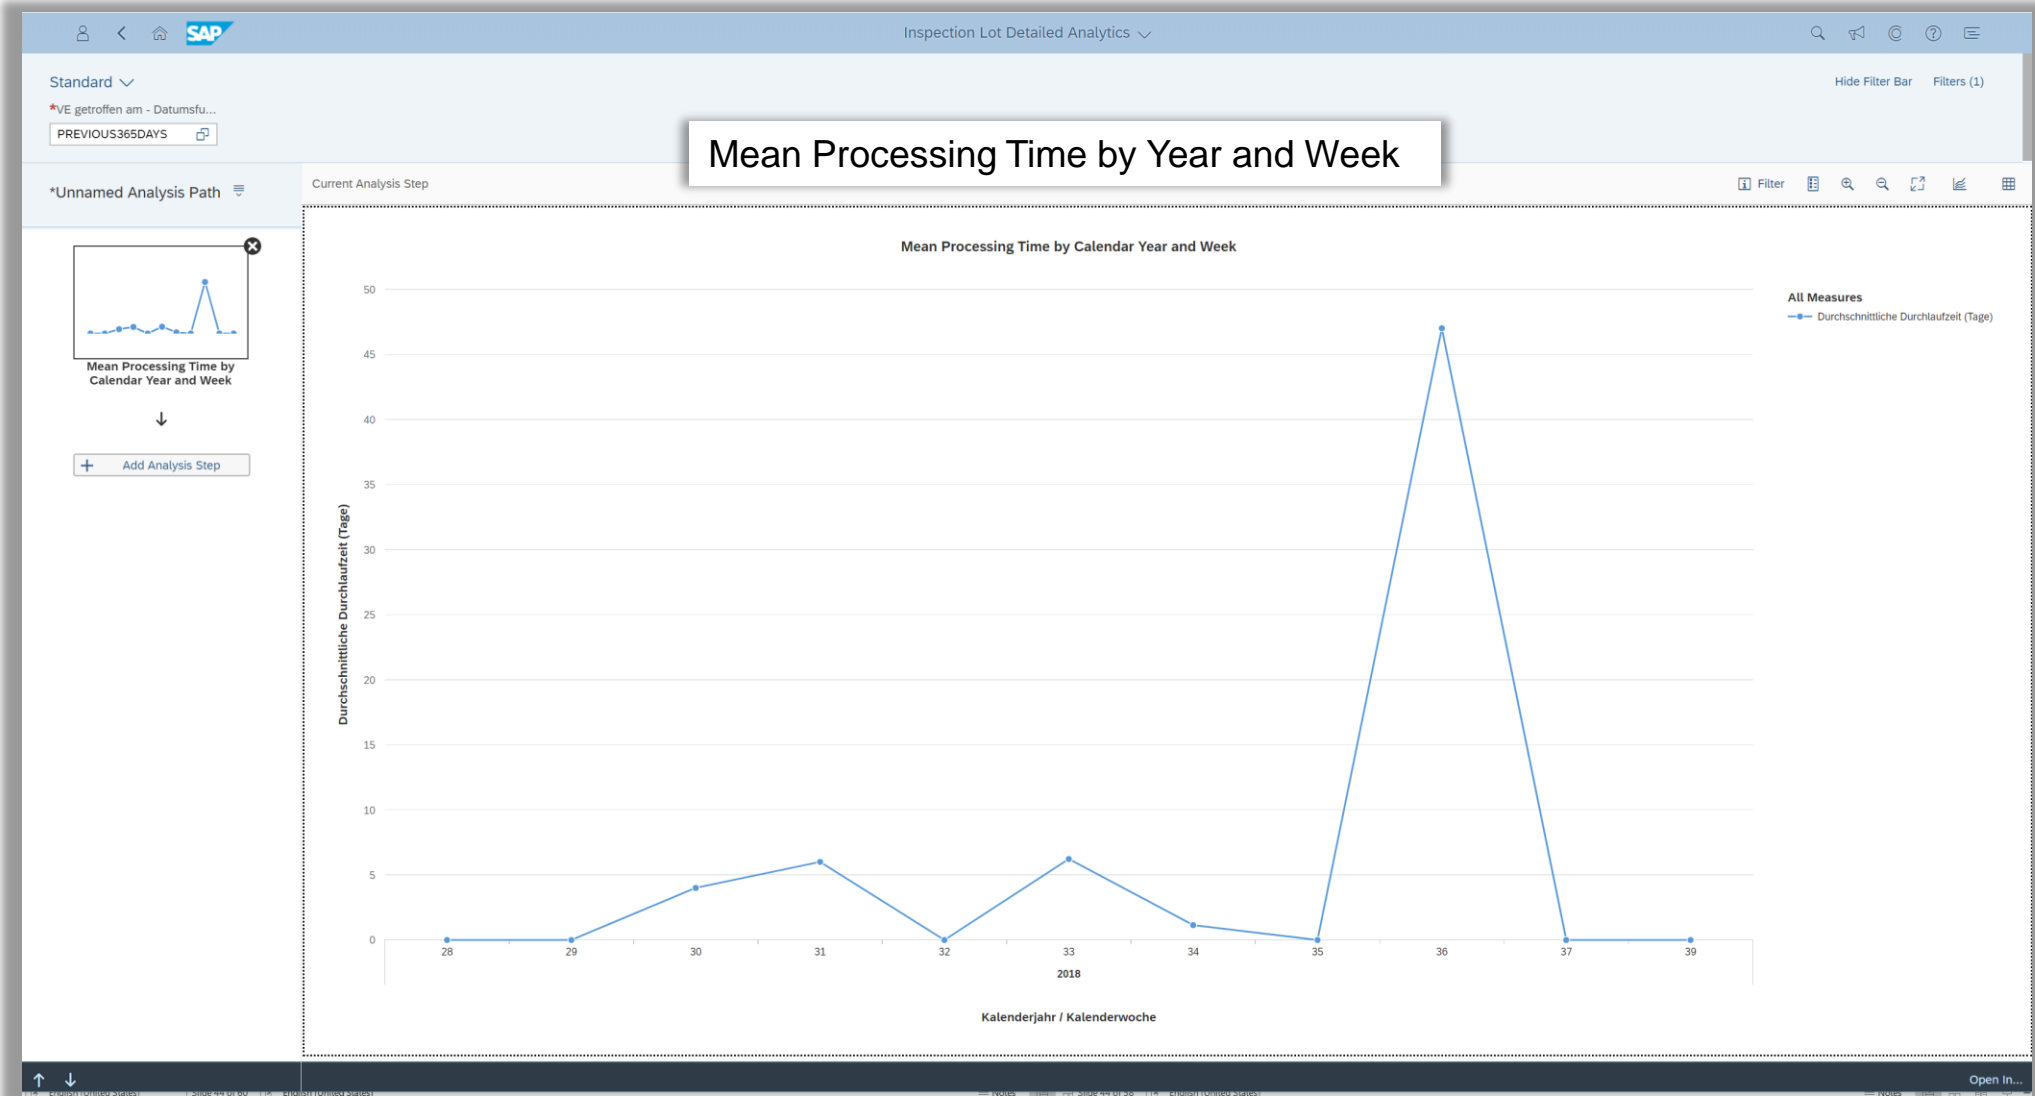 SAP
Inspection Lot Detailed Analytics
Standard
Hide Filter Bar Filters (1)
*VE getroffen am - Datumsfu...
PREVIOUS365DAYS
Mean Processing Time by Year and Week
*Unnamed Analysis Path
Current Analysis Step
Filter
Mean Processing Time by
Calendar Year and Week
Add Analysis Step
Mean Processing Time by Calendar Year and Week
All Measures
Durchschnittliche Durchlaufzeit (Tage)
Durchschnittliche Durchlaufzeit (Tage)
50
45
40
35
30
25
20
15
10
5
0
28 29 30 31 32 33 34 35 36 37 39
2018
Kalenderjahr / Kalenderwoche
Open In...